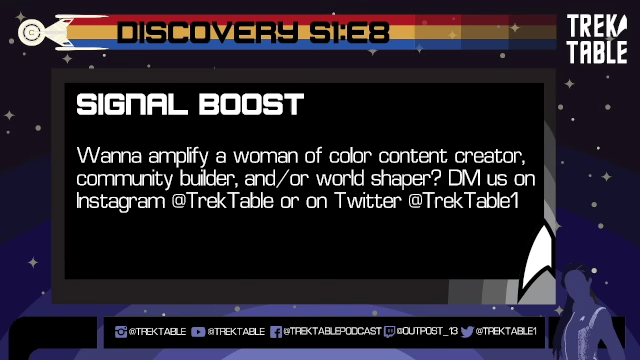 DISCOVERY S1:E8
TREK
TABLE
SIGNAL BOOST
Wanna amplify a woman of color content creator,
community builder, and/or world shaper? DM us on
Instagram @TrekTable or on Twitter @TrekTable1
@TREKTABLE @TREKTABLE @TREKTABLEPODCAST @OUTPOST_13 @TREKTABLE1